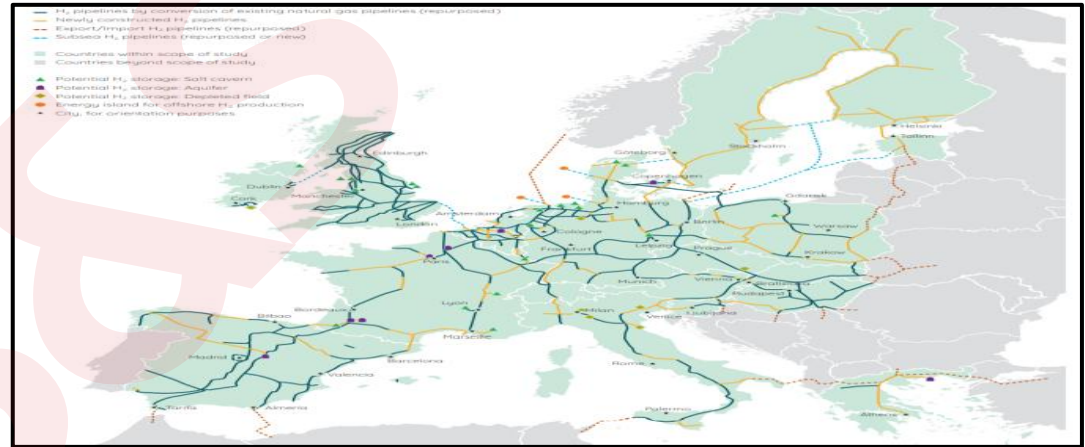 H₂ pipelines by conversion of existing natural gas pipelines (repurposed)
Newly constructed H₂ pipelines
Export/Import H₂ pipelines (repurposed)
Subsea H₂ pipelines (repurposed or new)
Countries within scope of study
Countries beyond scope of study
Potential H₂ storage: Salt cavern
Potential H₂ storage: Aquifer
Potential H₂ storage: Depleted field
Energy island for offshore H₂ production
City, for orientation purposes
Helsinki
Tallinn
Stockholm
Göteborg
Edinburgh
Copenhagen
Dublin
Manchester
Cork
Hamburg
Gdansk
Amsterdam
London
Berlin
Warsaw
Cologne
Leipzig
Frankfurt
Prague
Krakow
Paris
Munich
Vienna
Bratislava
Budapest
Lyon
Bordeaux
Milan
Venice
Ljubljana
Bilbao
Marseille
Madrid
Barcelona
Rome
Valencia
Tarifa
Almeria
Palermo
Athens